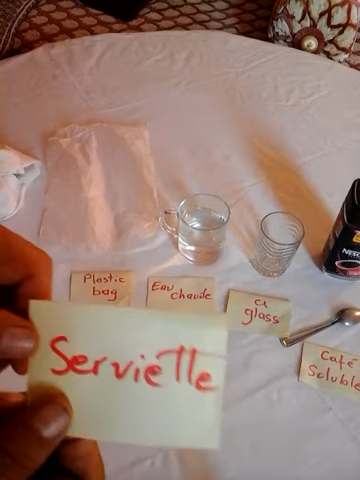 Plastic
bag
Eau
chaude
a
glass
Café
Soluble
Serviette